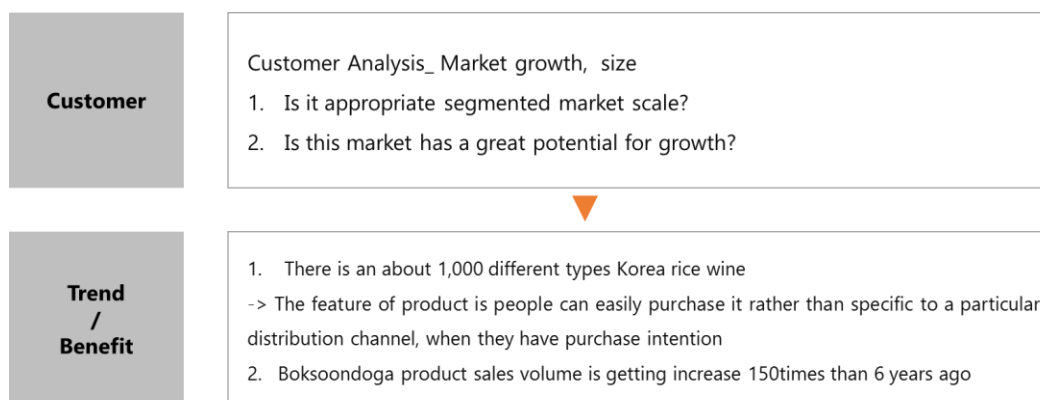 Customer
Customer Analysis_ Market growth, size
1. Is it appropriate segmented market scale?
2. Is this market has a great potential for growth?
Trend
/
Benefit
1. There is an about 1,000 different types Korea rice wine
-> The feature of product is people can easily purchase it rather than specific to a particular
distribution channel, when they have purchase intention
2. Boksoondoga product sales volume is getting increase 150times than 6 years ago